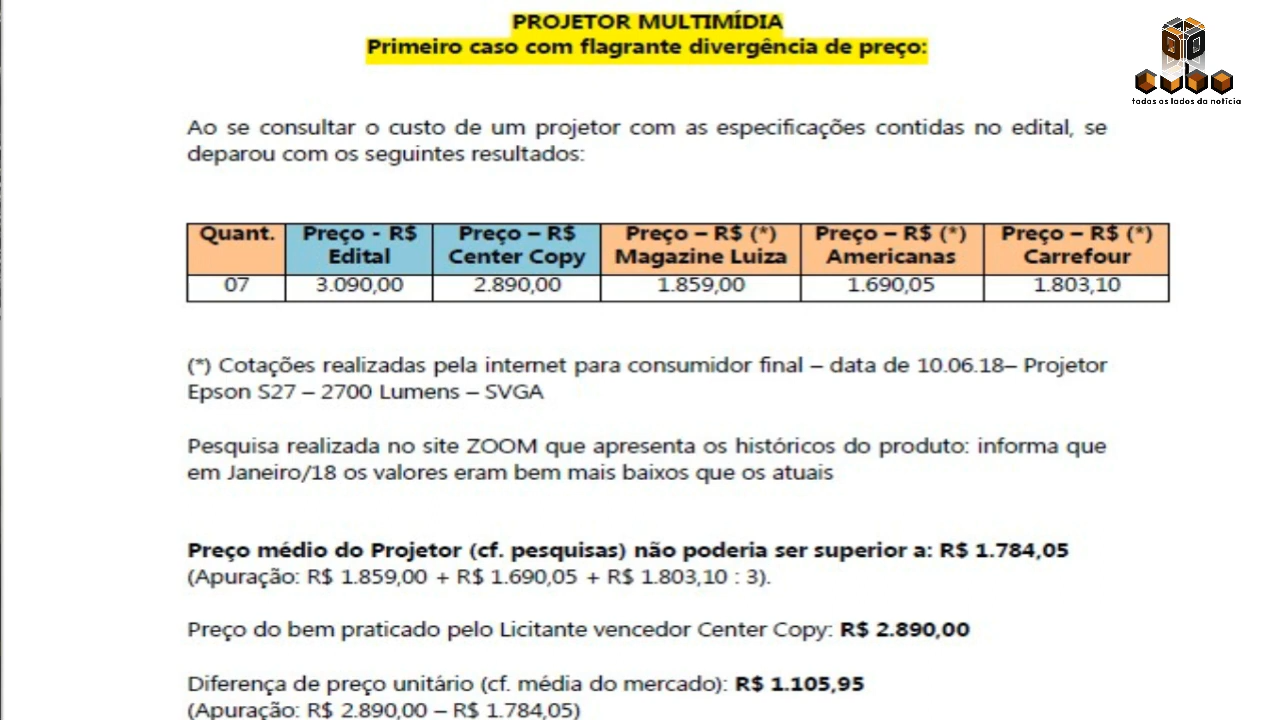 PROJETOR MULTIMÍDIA
Primeiro caso com flagrante divergência de preço:
todos os lados da notícia
Ao se consultar o custo de um projetor com as especificações contidas no edital, se
deparou com os seguintes resultados:
Quant. Preço - R$ Edital Preço – R$ Center Copy Preço – R$ (*) Magazine Luiza Preço – R$ (*) Americanas Preço – R$ (*) Carrefour
07 3.090,00 2.890,00 1.859,00 1.690,05 1.803,10
(*) Cotações realizadas pela internet para consumidor final – data de 10.06.18– Projetor
Epson S27 – 2700 Lumens – SVGA
Pesquisa realizada no site ZOOM que apresenta os históricos do produto: informa que
em Janeiro/18 os valores eram bem mais baixos que os atuais
Preço médio do Projetor (cf. pesquisas) não poderia ser superior a: R$ 1.784,05
(Apuração: R$ 1.859,00 + R$ 1.690,05 + R$ 1.803,10 : 3).
Preço do bem praticado pelo Licitante vencedor Center Copy: R$ 2.890,00
Diferença de preço unitário (cf. média do mercado): R$ 1.105,95
(Apuração: R$ 2.890,00 – R$ 1.784,05)